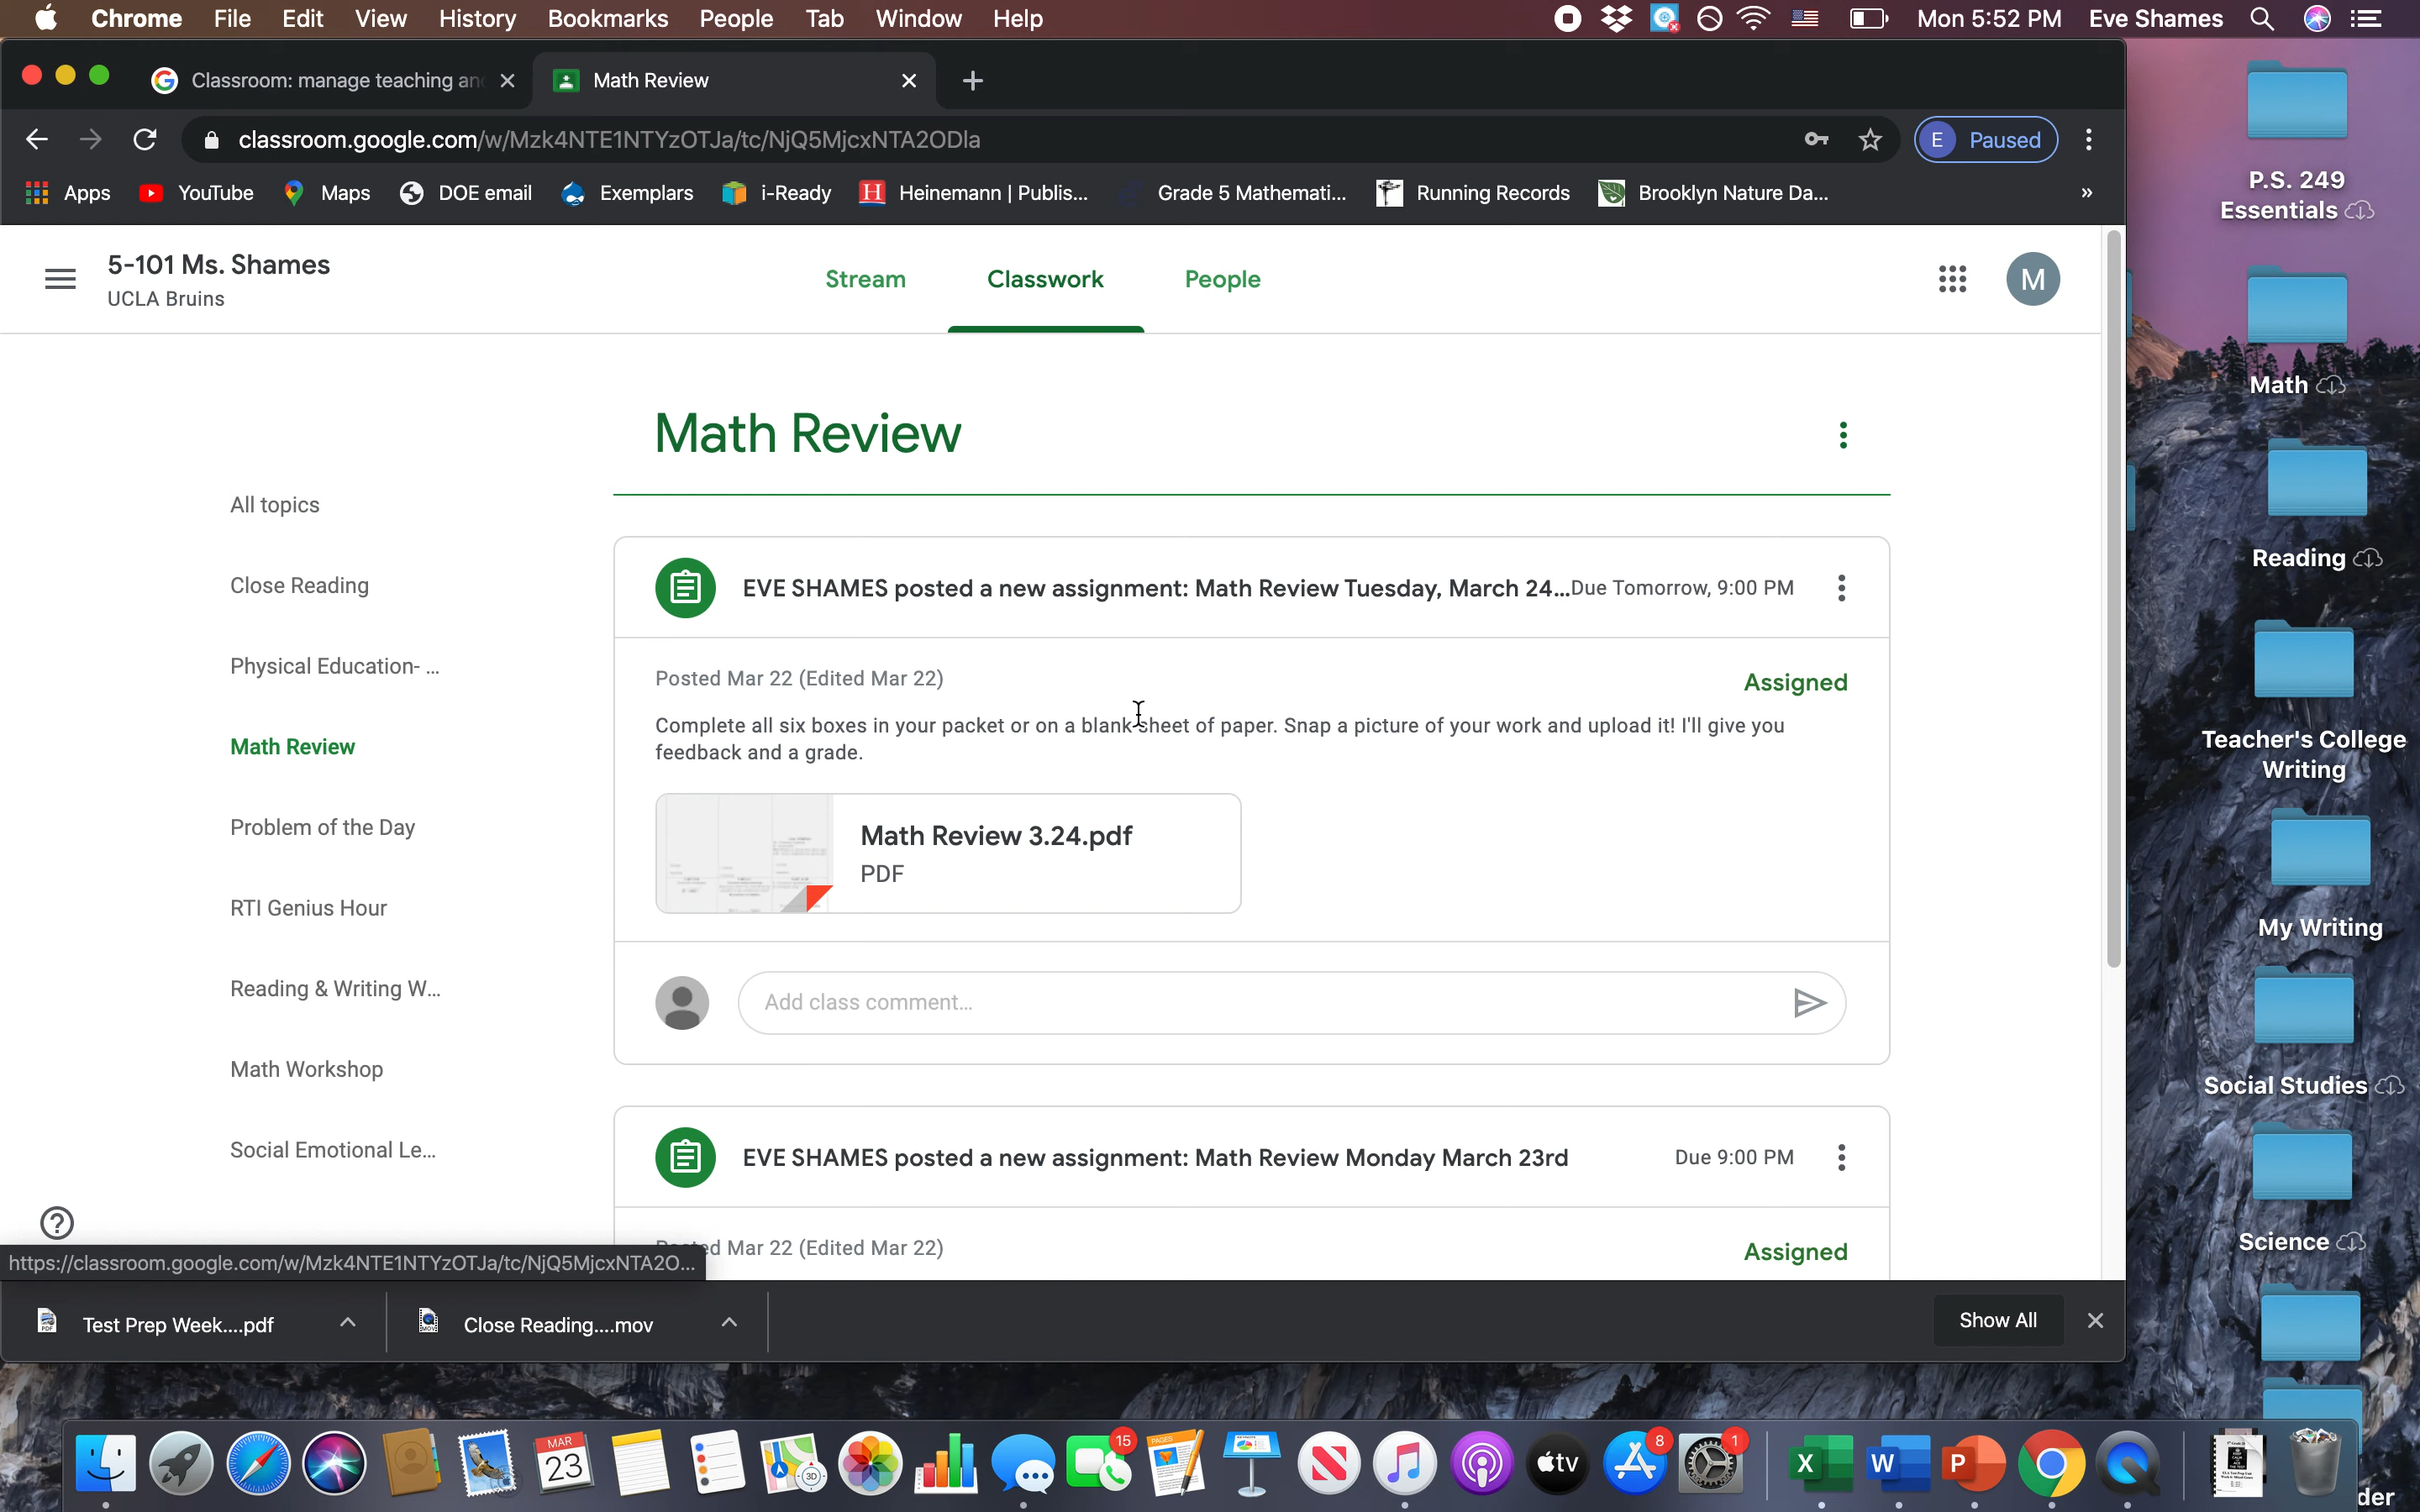 Chrome File Edit View History Bookmarks People Tab Window Help Mon 5:52 PM Eve Shames
Classroom: manage teaching an
Math Review
classroom.google.com/w/Mzk4NTE1NTYzOTJa/tc/NjQ5MjcxNTA2ODla
E Paused
Apps YouTube Maps DOE email Exemplars i-Ready Heinemann | Publis... Grade 5 Mathemati... Running Records Brooklyn Nature Da... »
5-101 Ms. Shames
UCLA Bruins
Stream Classwork People
M
Math Review
All topics
Close Reading
Physical Education- ...
Math Review
Problem of the Day
RTI Genius Hour
Reading & Writing W...
Math Workshop
Social Emotional Le...
EVE SHAMES posted a new assignment: Math Review Tuesday, March 24... Due Tomorrow, 9:00 PM
Posted Mar 22 (Edited Mar 22)
Assigned
Complete all six boxes in your packet or on a blank sheet of paper. Snap a picture of your work and upload it! I'll give you
feedback and a grade.
Math Review 3.24.pdf
PDF
Add class comment...
EVE SHAMES posted a new assignment: Math Review Monday March 23rd Due 9:00 PM
d Mar 22 (Edited Mar 22)
Assigned
?
https://classroom.google.com/w/Mzk4NTE1NTYzOTJa/tc/NjQ5MjcxNTA2O...
Test Prep Week....pdf
Close Reading....mov
Show All
P.S. 249
Essentials
Math
Reading
Teacher's College
Writing
My Writing
Social Studies
Science
der
MAR
23
3D
15
PAGES
tv
8
1
X
W
P